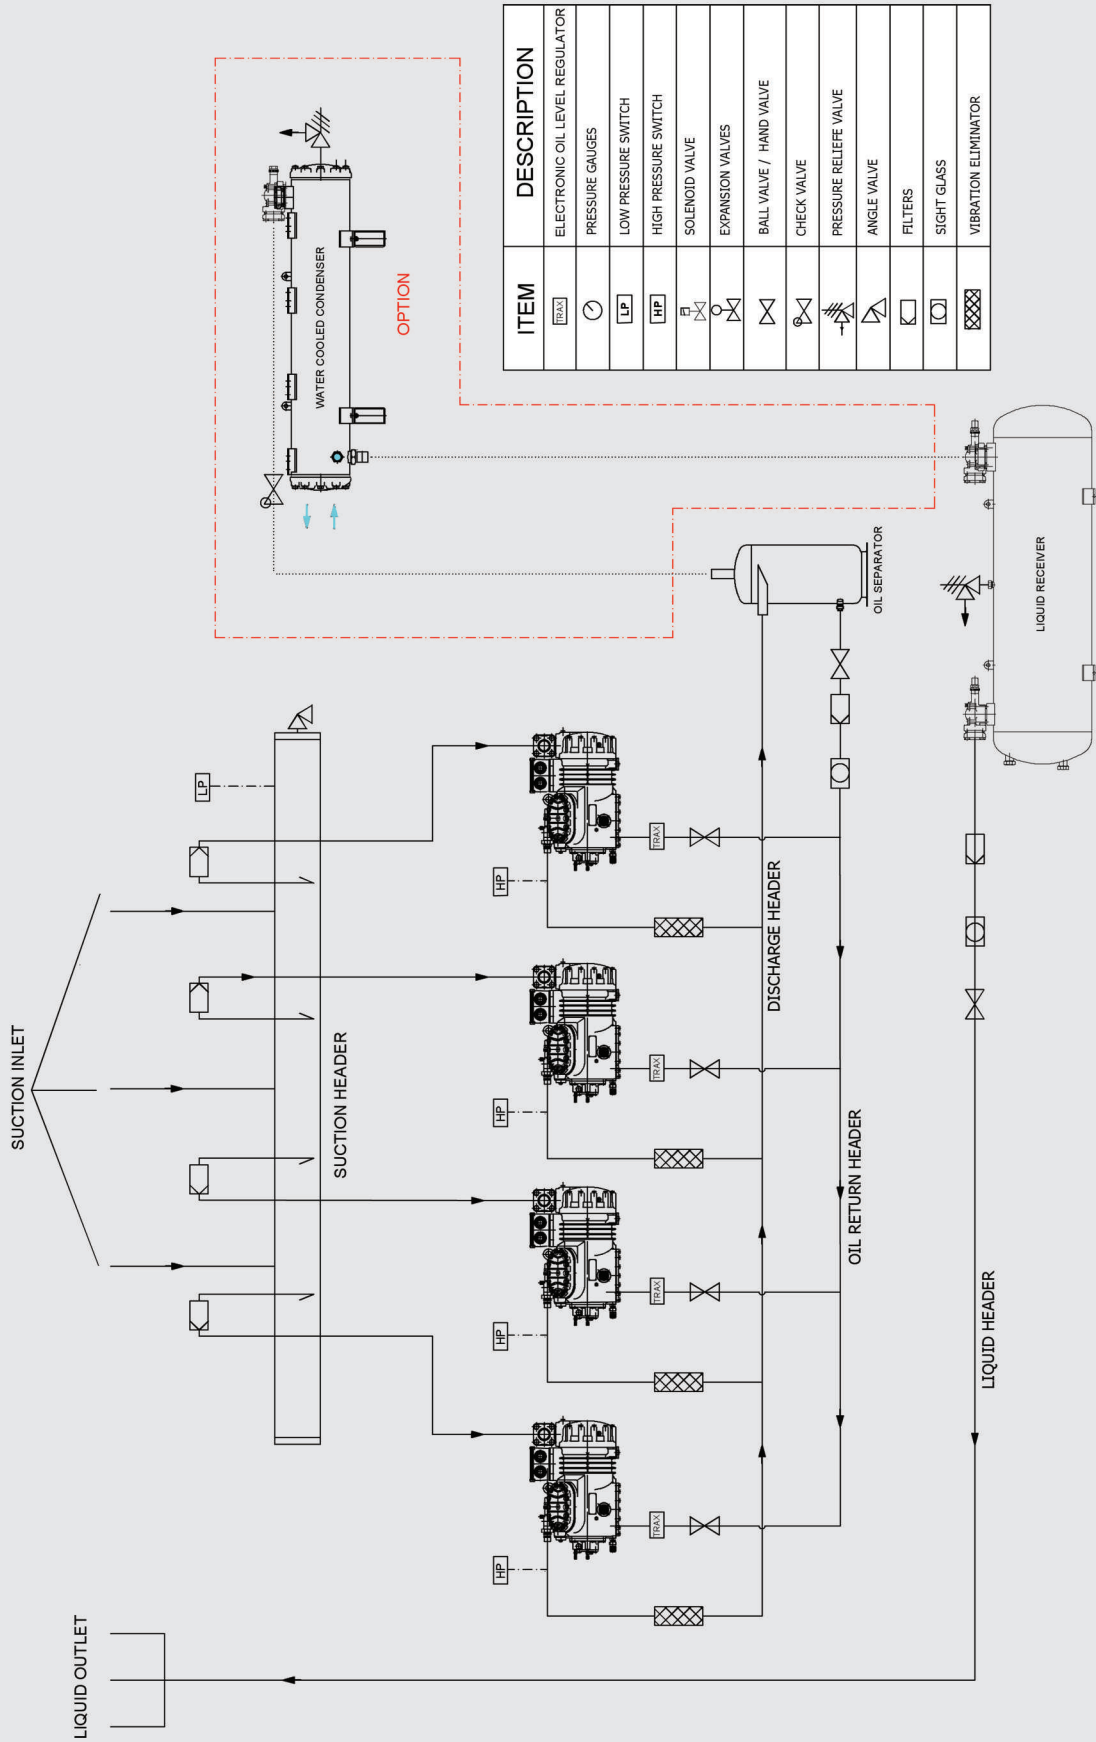 LIQUID OUTLET
SUCTION INLET
SUCTION HEADER
LP
WATER COOLED CONDENSER
OPTION
HP
HP
HP
HP
TRAX
TRAX
TRAX
TRAX
DISCHARGE HEADER
OIL SEPARATOR
OIL RETURN HEADER
LIQUID HEADER
LIQUID RECEIVER
ITEM DESCRIPTION
TRAX ELECTRONIC OIL LEVEL REGULATOR
PRESSURE GAUGES
LP LOW PRESSURE SWITCH
HP HIGH PRESSURE SWITCH
SOLENOID VALVE
EXPANSION VALVES
BALL VALVE / HAND VALVE
CHECK VALVE
PRESSURE RELIEFE VALVE
ANGLE VALVE
FILTERS
SIGHT GLASS
VIBRATION ELIMINATOR